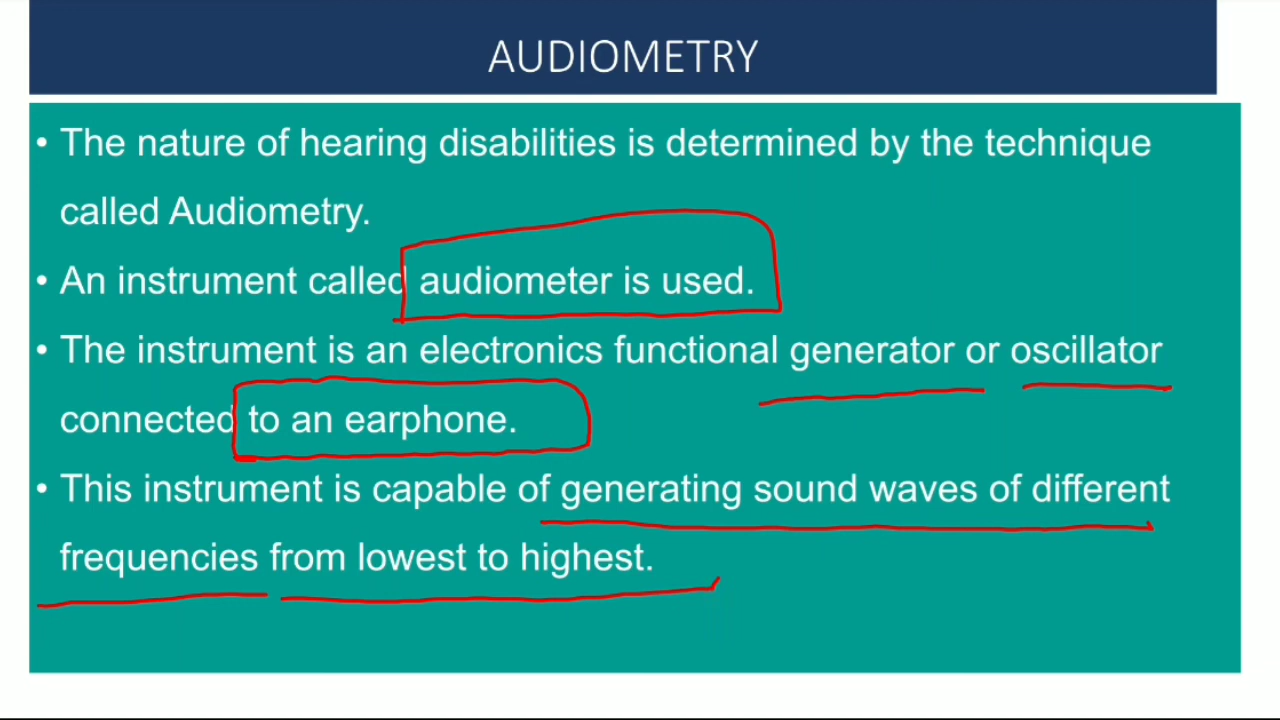 AUDIOMETRY
• The nature of hearing disabilities is determined by the technique
called Audiometry.
• An instrument called audiometer is used.
• The instrument is an electronics functional generator or oscillator
connected to an earphone.
• This instrument is capable of generating sound waves of different
frequencies from lowest to highest.